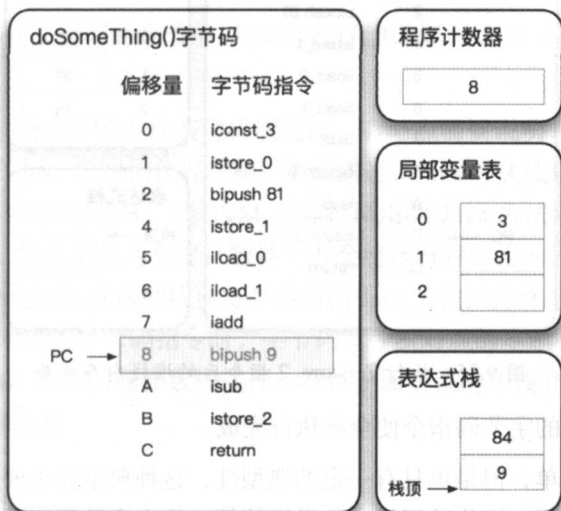 doSomeThing()字节码
偏移量 字节码指令
0 iconst_3
1 istore_0
2 bipush 81
4 istore_1
5 iload_0
6 iload_1
7 iadd
PC 8 bipush 9
A isub
B istore_2
C return
程序计数器
8
局部变量表
0 3
1 81
2
表达式栈
84
9
栈顶